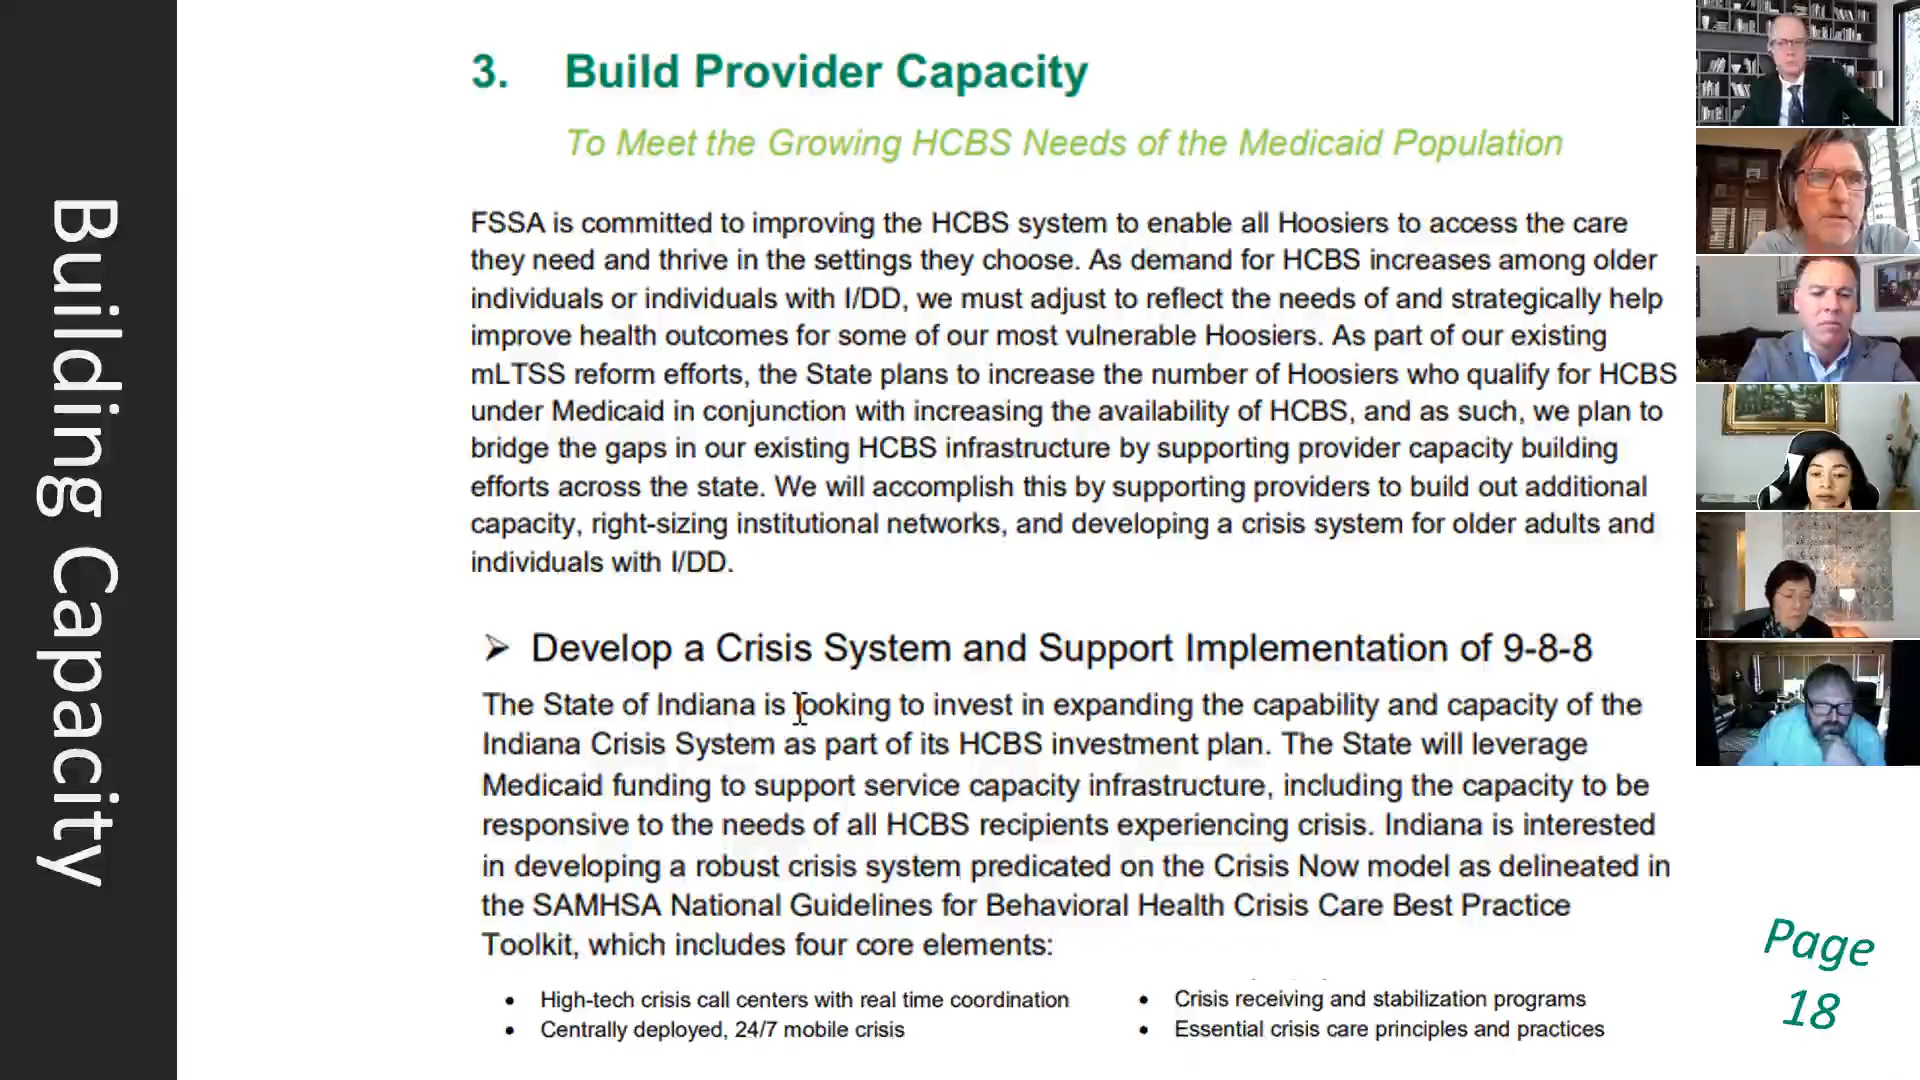 Building Capacity
3. Build Provider Capacity
To Meet the Growing HCBS Needs of the Medicaid Population
FSSA is committed to improving the HCBS system to enable all Hoosiers to access the care
they need and thrive in the settings they choose. As demand for HCBS increases among older
individuals or individuals with I/DD, we must adjust to reflect the needs of and strategically help
improve health outcomes for some of our most vulnerable Hoosiers. As part of our existing
mLTSS reform efforts, the State plans to increase the number of Hoosiers who qualify for HCBS
under Medicaid in conjunction with increasing the availability of HCBS, and as such, we plan to
bridge the gaps in our existing HCBS infrastructure by supporting provider capacity building
efforts across the state. We will accomplish this by supporting providers to build out additional
capacity, right-sizing institutional networks, and developing a crisis system for older adults and
individuals with I/DD.
➢ Develop a Crisis System and Support Implementation of 9-8-8
The State of Indiana is looking to invest in expanding the capability and capacity of the
Indiana Crisis System as part of its HCBS investment plan. The State will leverage
Medicaid funding to support service capacity infrastructure, including the capacity to be
responsive to the needs of all HCBS recipients experiencing crisis. Indiana is interested
in developing a robust crisis system predicated on the Crisis Now model as delineated in
the SAMHSA National Guidelines for Behavioral Health Crisis Care Best Practice
Toolkit, which includes four core elements:
• High-tech crisis call centers with real time coordination
• Centrally deployed, 24/7 mobile crisis
• Crisis receiving and stabilization programs
• Essential crisis care principles and practices
Page
18